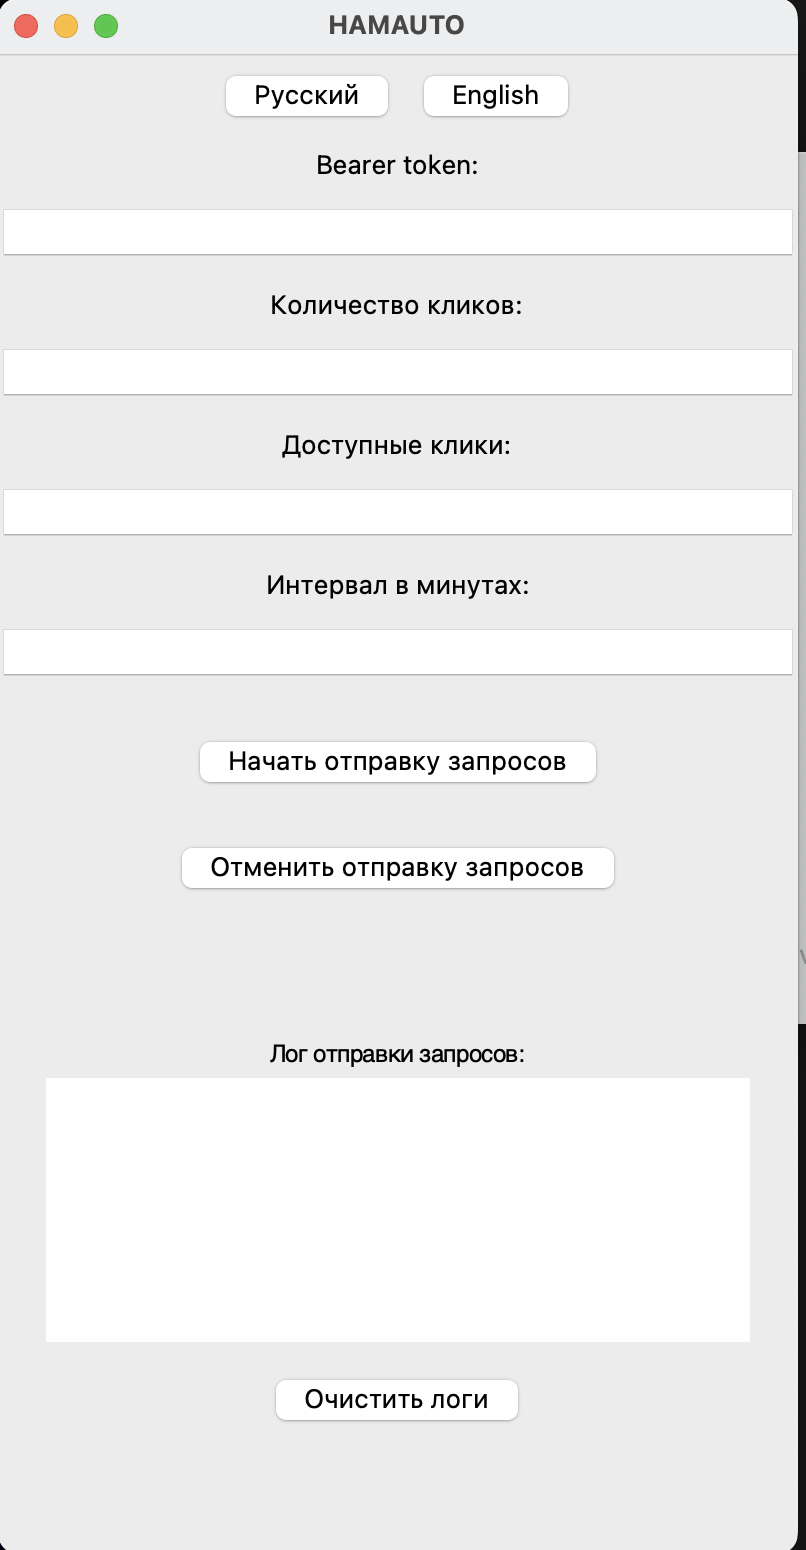 HAMAUTO
Русский English
Bearer token:
Количество кликов:
Доступные клики:
Интервал в минутах:
Начать отправку запросов
Отменить отправку запросов
Лог отправки запросов:
Очистить логи